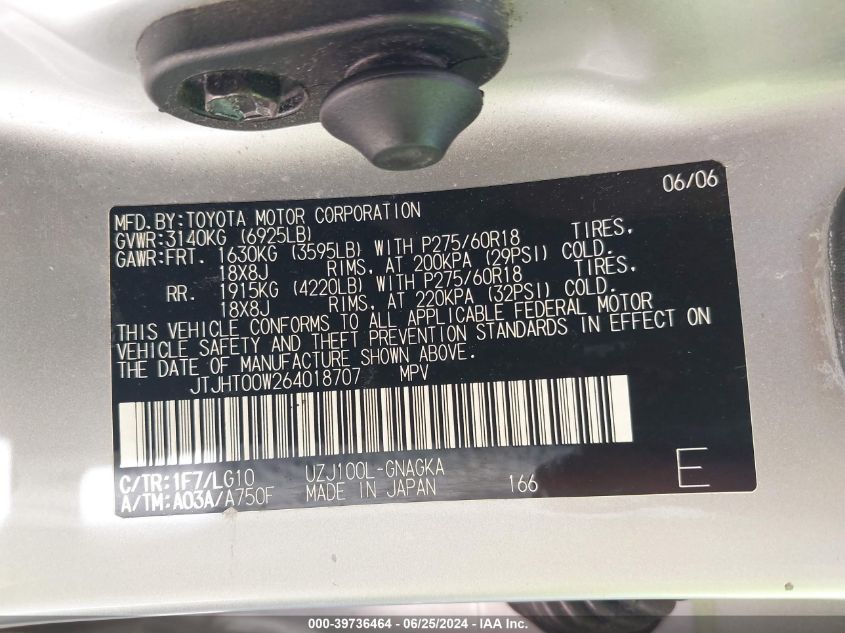 06/06
MFD.BY:TOYOTA MOTOR CORPORATION
GVWR:3140KG (6925LB)
GAWR:FRT. 1630KG (3595LB) WITH P275/60R18 TIRES,
18X8J RIMS, AT 200KPA (29PSI) COLD.
RR. 1915KG (4220LB) WITH P275/60R18 TIRES,
18X8J RIMS, AT 220KPA (32PSI) COLD.
THIS VEHICLE CONFORMS TO ALL APPLICABLE FEDERAL MOTOR
VEHICLE SAFETY AND THEFT PREVENTION STANDARDS IN EFFECT ON
THE DATE OF MANUFACTURE SHOWN ABOVE.
JTJHT00W264018707 MPV
C/TR:1F7/LG10 UZJ100L-GNAGKA
A/TM:A03A/A750F MADE IN JAPAN 166 E
000-39736464 - 06/25/2024 - IAA Inc.